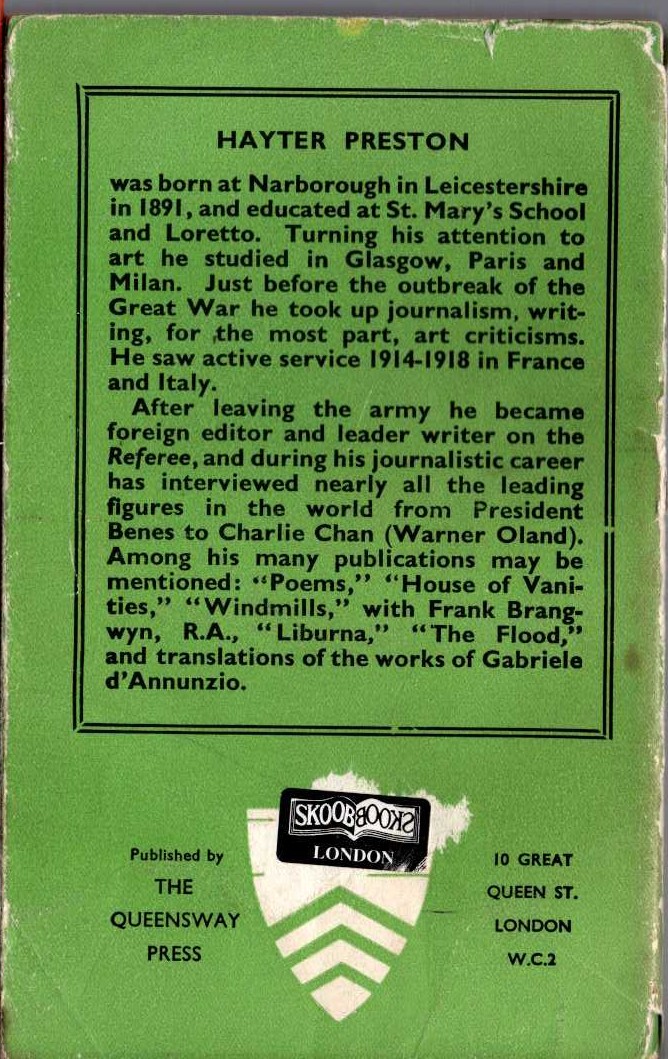 HAYTER PRESTON
was born at Narborough in Leicestershire
in 1891, and educated at St. Mary's School
and Loretto. Turning his attention to
art he studied in Glasgow, Paris and
Milan. Just before the outbreak of the
Great War he took up journalism, writ-
ing, for the most part, art criticisms.
He saw active service 1914-1918 in France
and Italy.
After leaving the army he became
foreign editor and leader writer on the
Referee, and during his journalistic career
has interviewed nearly all the leading
figures in the world from President
Benes to Charlie Chan (Warner Oland).
Among his many publications may be
mentioned: "Poems," "House of Vani-
ties," "Windmills," with Frank Brang-
wyn, R.A., "Liburna," "The Flood,"
and translations of the works of Gabriele
d'Annunzio.
SKOOB SKOOB
LONDON
Published by
THE
QUEENSWAY
PRESS
10 GREAT
QUEEN ST.
LONDON
W.C.2